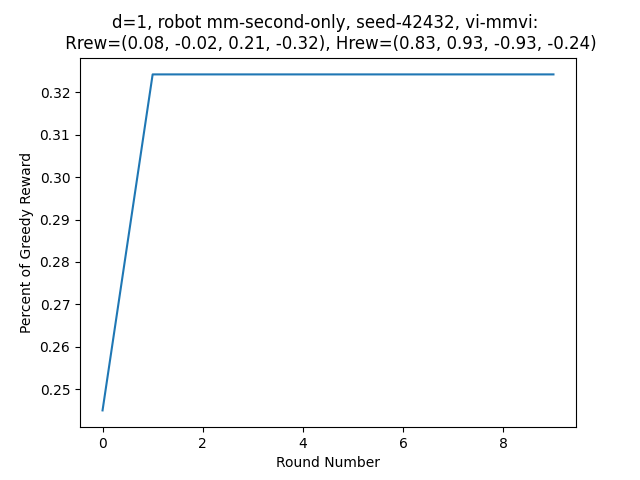 d=1, robot mm-second-only, seed-42432, vi-mmvi:
Rrew=(0.08, -0.02, 0.21, -0.32), Hrew=(0.83, 0.93, -0.93, -0.24)
Percent of Greedy Reward
0.32
0.31
0.30
0.29
0.28
0.27
0.26
0.25
0 2 4 6 8
Round Number